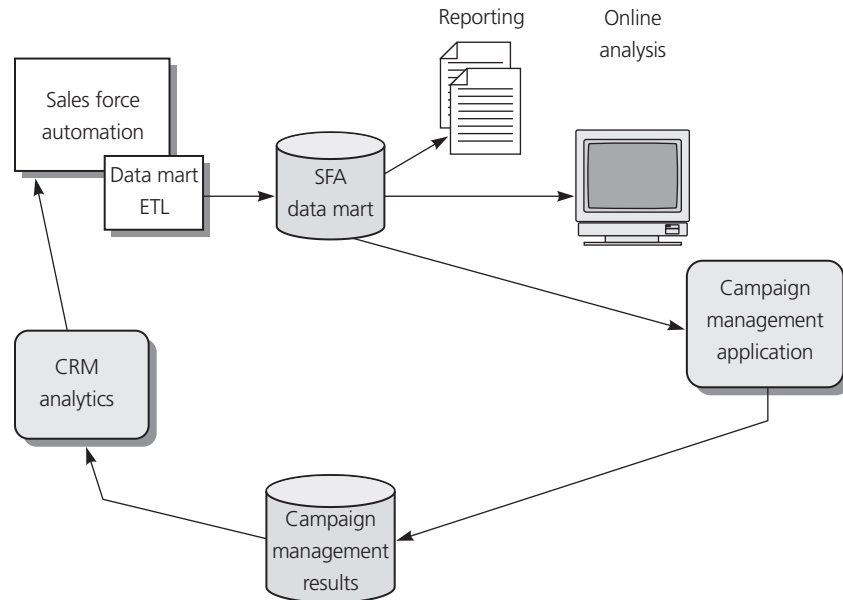 Reporting
Online
analysis
Sales force
automation
Data mart
ETL
SFA
data mart
Campaign
management
application
CRM
analytics
Campaign
management
results